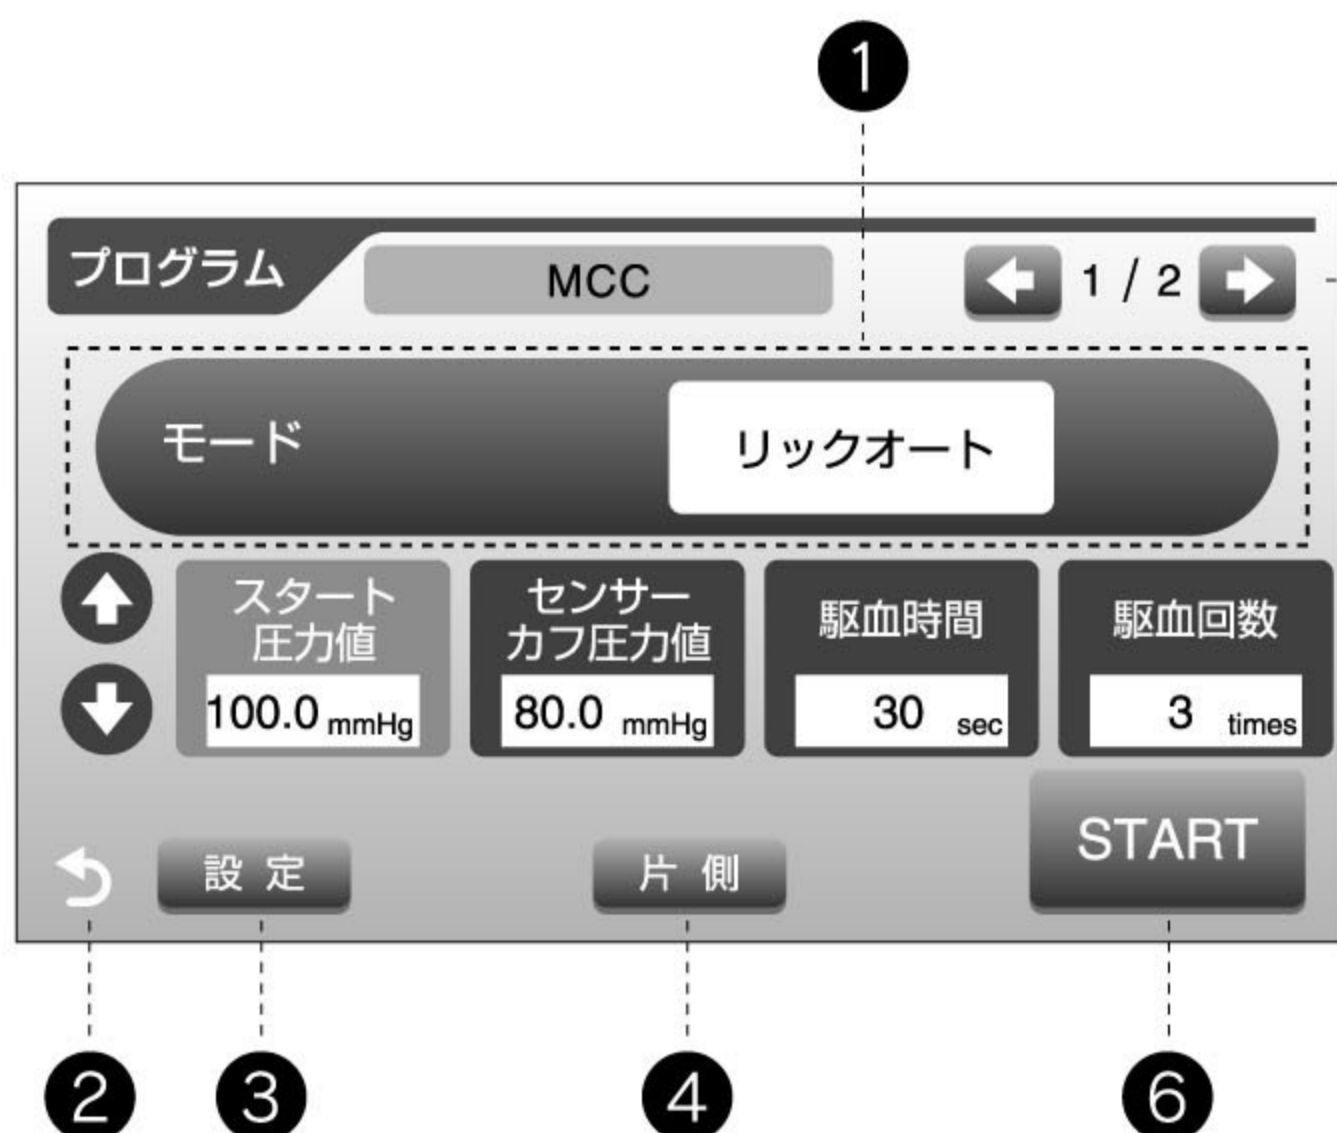 1
プログラム
MCC
1 / 2
モード
リックオート
スタート
圧力値
100.0 mmHg
センサー
カフ圧力値
80.0 mmHg
駆血時間
30 sec
駆血回数
3 times
設定
片側
START
2
3
4
6